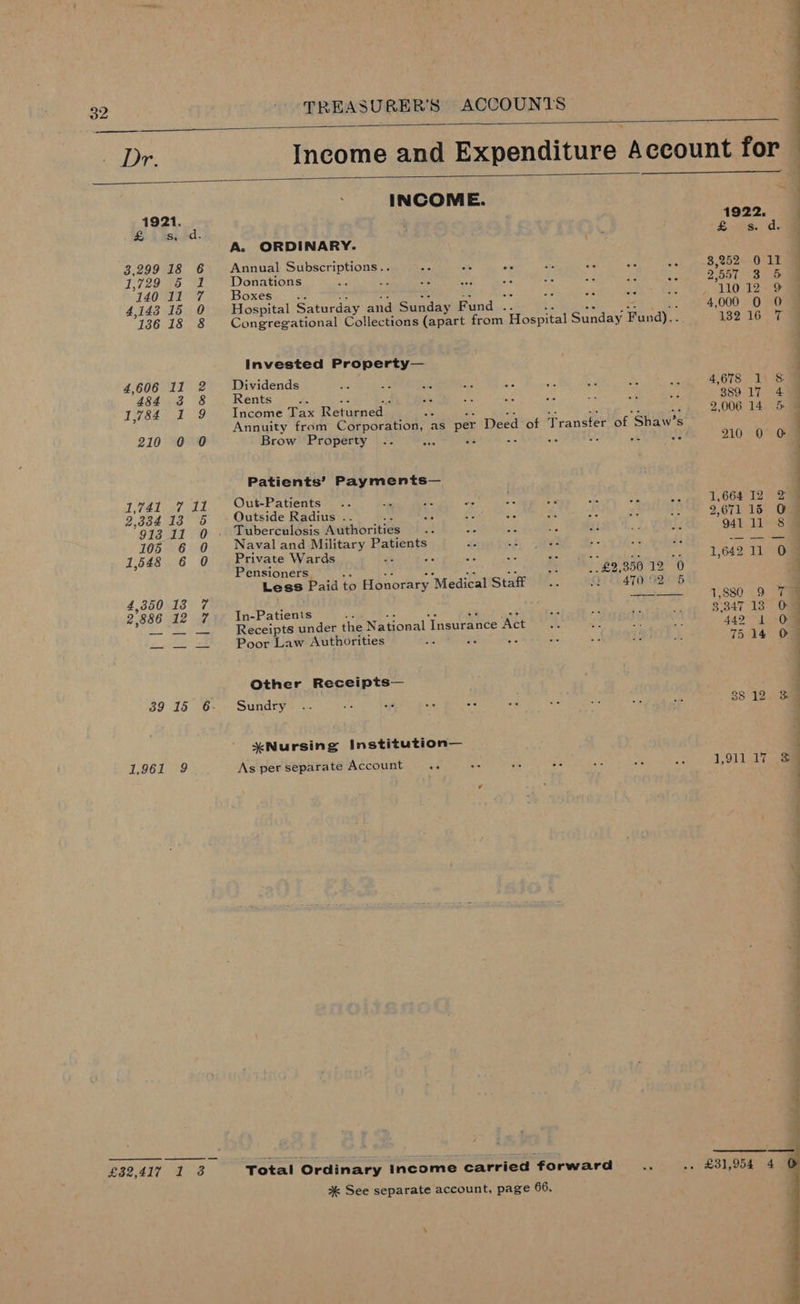 32 TREASURER'S ACCOUNTS
Dr. Income and Expenditure Account for
INCOME.
1921. 1922.
£ s. d. £ s. d.
A. ORDINARY.
3,299 18 6 Annual Subscriptions .. .. .. .. .. .. .. .. 3,252 0 11
1,729 5 1 Donations .. .. .. .. .. .. .. .. .. 2,557 3 5
140 11 7 Boxes .. .. .. .. .. .. .. .. .. 110 12 9
4,143 15 0 Hospital Saturday and Sunday Fund .. .. .. .. .. 4,000 0 0
136 18 8 Congregational Collections (apart from Hospital Sunday Fund) .. 132 16 7
Invested Property—
4,606 11 2 Dividends .. .. .. .. .. .. .. .. .. 4,678 1 8
484 3 8 Rents .. .. .. .. .. .. .. .. .. 389 17 4
1,784 1 9 Income Tax Returned .. .. .. .. .. .. 2,006 14 5
Annuity from Corporation, as per Deed of Transfer of Shaw's
210 0 0 Brow Property .. .. .. .. .. .. .. .. 210 0 0
Patients' Payments—
1,741 7 11 Out-Patients .. .. .. .. .. .. .. .. 1,664 12 2
2,334 13 5 Outside Radius .. .. .. .. .. .. .. .. 2,671 15 0
913 11 0 Tuberculosis Authorities .. .. .. .. .. .. 941 11 8
105 6 0 Naval and Military Patients .. .. .. .. .. .. — — —
1,548 6 0 Private Wards .. .. .. .. .. .. .. 1,642 11 0
Pensioners .. .. .. .. .. .. ..£2,350 12 0
Less Paid to Honorary Medical Staff .. .. 470 2 5
4,350 13 7 1,880 9 7
2,886 12 7 In-Patients .. .. .. .. .. .. .. .. 3,347 13 0
— — — Receipts under the National Insurance Act .. .. .. .. 442 1 0
— — — Poor Law Authorities .. .. .. .. .. .. .. 75 14 0
Other Receipts—
39 15 6 Sundry .. .. .. .. .. .. .. .. .. 38 12 3
*Nursing Institution—
1,961 9 As per separate Account .. .. .. .. .. .. .. 1,911 17 3
£32,417 1 3 Total Ordinary Income carried forward .. .. £31,954 4 0
* See separate account, page 66.